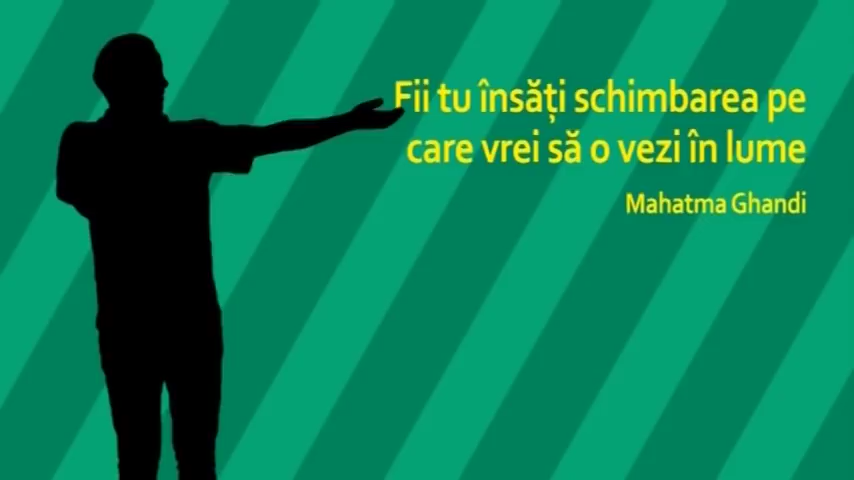 Fii tu însăți schimbarea pe
care vrei să o vezi în lume
Mahatma Ghandi